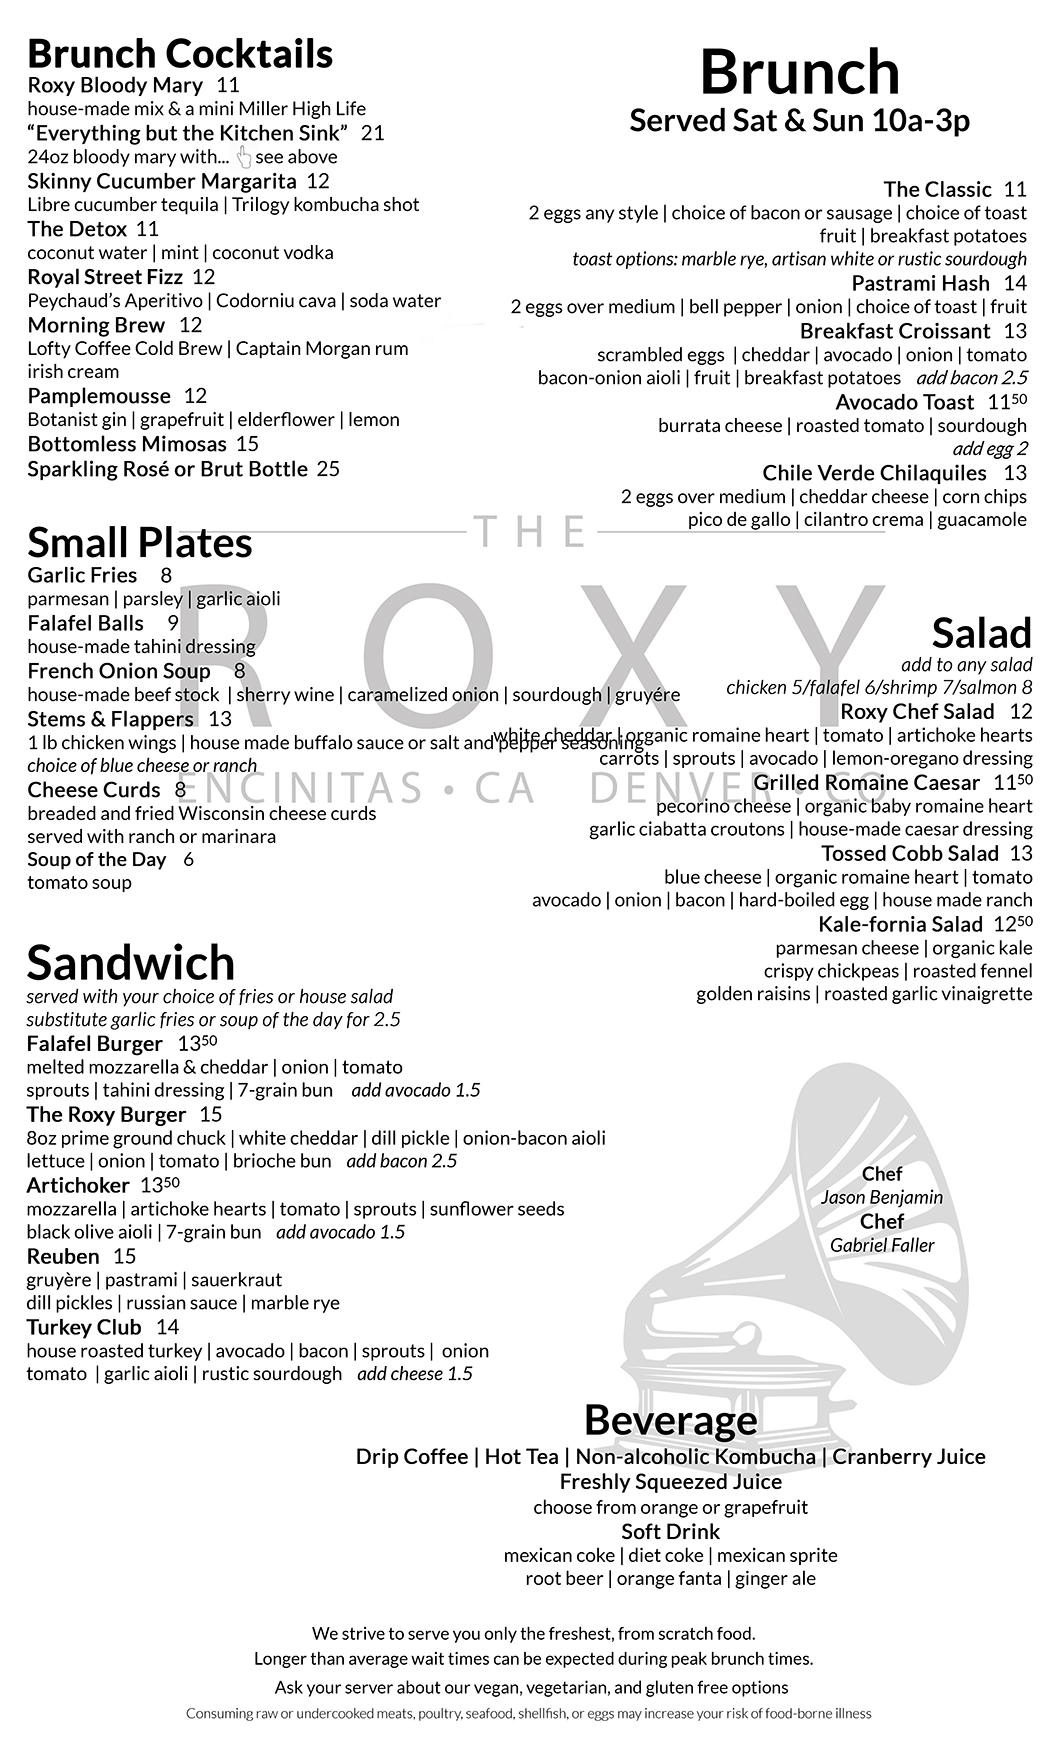 Brunch Cocktails
Roxy Bloody Mary 11
house-made mix & a mini Miller High Life
“Everything but the Kitchen Sink” 21
24oz bloody mary with... see above
Skinny Cucumber Margarita 12
Libre cucumber tequila | Trilogy kombucha shot
The Detox 11
coconut water | mint | coconut vodka
Royal Street Fizz 12
Peychaud’s Aperitivo | Codorniu cava | soda water
Morning Brew 12
Lofty Coffee Cold Brew | Captain Morgan rum
irish cream
Pamplemousse 12
Botanist gin | grapefruit | elderflower | lemon
Bottomless Mimosas 15
Sparkling Rosé or Brut Bottle 25
Brunch
Served Sat & Sun 10a-3p
The Classic 11
2 eggs any style | choice of bacon or sausage | choice of toast
fruit | breakfast potatoes
toast options: marble rye, artisan white or rustic sourdough
Pastrami Hash 14
2 eggs over medium | bell pepper | onion | choice of toast | fruit
Breakfast Croissant 13
scrambled eggs | cheddar | avocado | onion | tomato
bacon-onion aioli | fruit | breakfast potatoes add bacon 2.5
Avocado Toast 11⁵⁰
burrata cheese | roasted tomato | sourdough
add egg 2
Chile Verde Chilaquiles 13
2 eggs over medium | cheddar cheese | corn chips
pico de gallo | cilantro crema | guacamole
THE
ROXY
ENCINITAS • CA DENVER • CO
Small Plates
Garlic Fries 8
parmesan | parsley | garlic aioli
Falafel Balls 9
house-made tahini dressing
French Onion Soup 8
house-made beef stock | sherry wine | caramelized onion | sourdough | gruyére
Stems & Flappers 13
1 lb chicken wings | house made buffalo sauce or salt and pepper seasoning
choice of blue cheese or ranch
Cheese Curds 8
breaded and fried Wisconsin cheese curds
served with ranch or marinara
Soup of the Day 6
tomato soup
Salad
add to any salad
chicken 5/falafel 6/shrimp 7/salmon 8
Roxy Chef Salad 12
white cheddar | organic romaine heart | tomato | artichoke hearts
carrots | sprouts | avocado | lemon-oregano dressing
Grilled Romaine Caesar 11⁵⁰
pecorino cheese | organic baby romaine heart
garlic ciabatta croutons | house-made caesar dressing
Tossed Cobb Salad 13
blue cheese | organic romaine heart | tomato
avocado | onion | bacon | hard-boiled egg | house made ranch
Kale-fornia Salad 12⁵⁰
parmesan cheese | organic kale
crispy chickpeas | roasted fennel
golden raisins | roasted garlic vinaigrette
Sandwich
served with your choice of fries or house salad
substitute garlic fries or soup of the day for 2.5
Falafel Burger 13⁵⁰
melted mozzarella & cheddar | onion | tomato
sprouts | tahini dressing | 7-grain bun add avocado 1.5
The Roxy Burger 15
8oz prime ground chuck | white cheddar | dill pickle | onion-bacon aioli
lettuce | onion | tomato | brioche bun add bacon 2.5
Artichoker 13⁵⁰
mozzarella | artichoke hearts | tomato | sprouts | sunflower seeds
black olive aioli | 7-grain bun add avocado 1.5
Reuben 15
gruyère | pastrami | sauerkraut
dill pickles | russian sauce | marble rye
Turkey Club 14
house roasted turkey | avocado | bacon | sprouts | onion
tomato | garlic aioli | rustic sourdough add cheese 1.5
Chef
Jason Benjamin
Chef
Gabriel Faller
Beverage
Drip Coffee | Hot Tea | Non-alcoholic Kombucha | Cranberry Juice
Freshly Squeezed Juice
choose from orange or grapefruit
Soft Drink
mexican coke | diet coke | mexican sprite
root beer | orange fanta | ginger ale
We strive to serve you only the freshest, from scratch food.
Longer than average wait times can be expected during peak brunch times.
Ask your server about our vegan, vegetarian, and gluten free options
Consuming raw or undercooked meats, poultry, seafood, shellfish, or eggs may increase your risk of food-borne illness